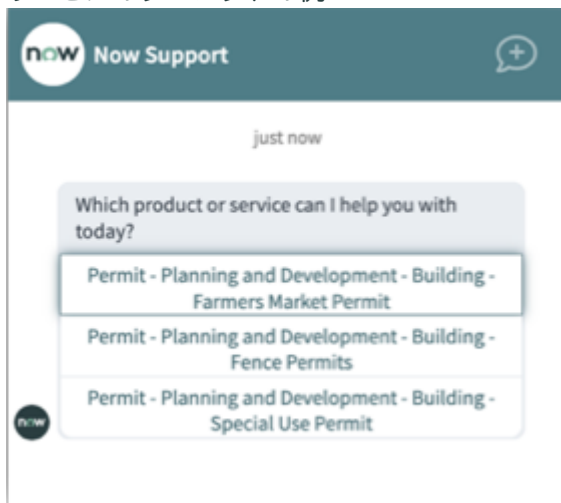 now Now Support
just now
Which product or service can I help you with
today?
Permit - Planning and Development - Building -
Farmers Market Permit
Permit - Planning and Development - Building -
Fence Permits
Permit - Planning and Development - Building -
Special Use Permit
now